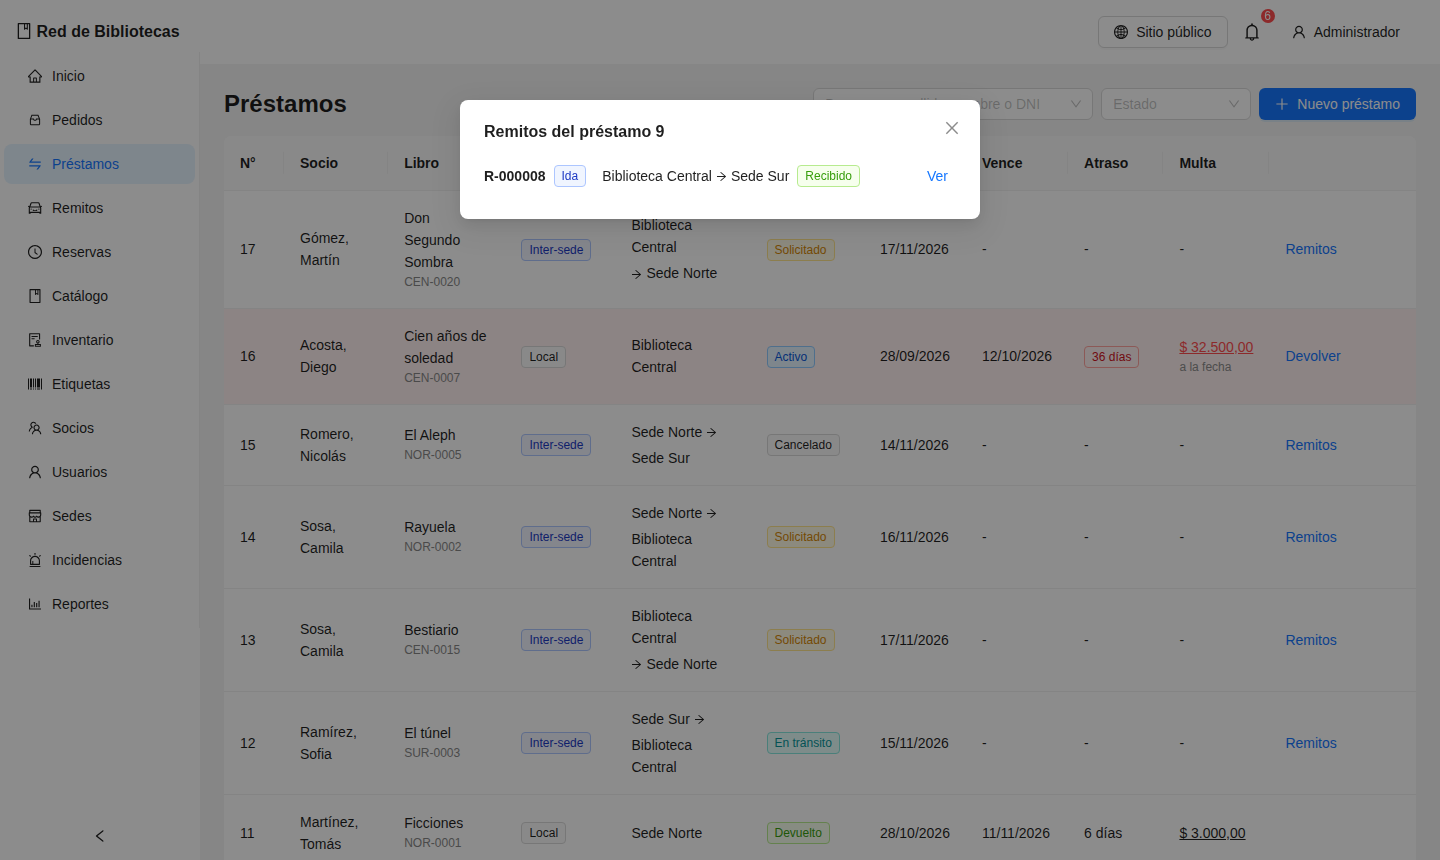 Red de Bibliotecas
Sitio público
6
Administrador
Inicio
Pedidos
Préstamos
Remitos
Reservas
Catálogo
Inventario
Etiquetas
Socios
Usuarios
Sedes
Incidencias
Reportes
Préstamos
bre o DNI
Estado
Nuevo préstamo
Remitos del préstamo 9
R-000008 Ida Biblioteca Central → Sede Sur Recibido Ver
N° Socio Libro Vence Atraso Multa
17
Gómez,
Martín
Don
Segundo
Sombra
CEN-0020
Inter-sede
Biblioteca
Central
→ Sede Norte
Solicitado
17/11/2026
-
-
-
Remitos
16
Acosta,
Diego
Cien años de
soledad
CEN-0007
Local
Biblioteca
Central
Activo
28/09/2026
12/10/2026
36 días
$ 32.500,00
a la fecha
Devolver
15
Romero,
Nicolás
El Aleph
NOR-0005
Inter-sede
Sede Norte →
Sede Sur
Cancelado
14/11/2026
-
-
-
Remitos
14
Sosa,
Camila
Rayuela
NOR-0002
Inter-sede
Sede Norte →
Biblioteca
Central
Solicitado
16/11/2026
-
-
-
Remitos
13
Sosa,
Camila
Bestiario
CEN-0015
Inter-sede
Biblioteca
Central
→ Sede Norte
Solicitado
17/11/2026
-
-
-
Remitos
12
Ramírez,
Sofia
El túnel
SUR-0003
Inter-sede
Sede Sur →
Biblioteca
Central
En tránsito
15/11/2026
-
-
-
Remitos
11
Martínez,
Tomás
Ficciones
NOR-0001
Local
Sede Norte
Devuelto
28/10/2026
11/11/2026
6 días
$ 3.000,00